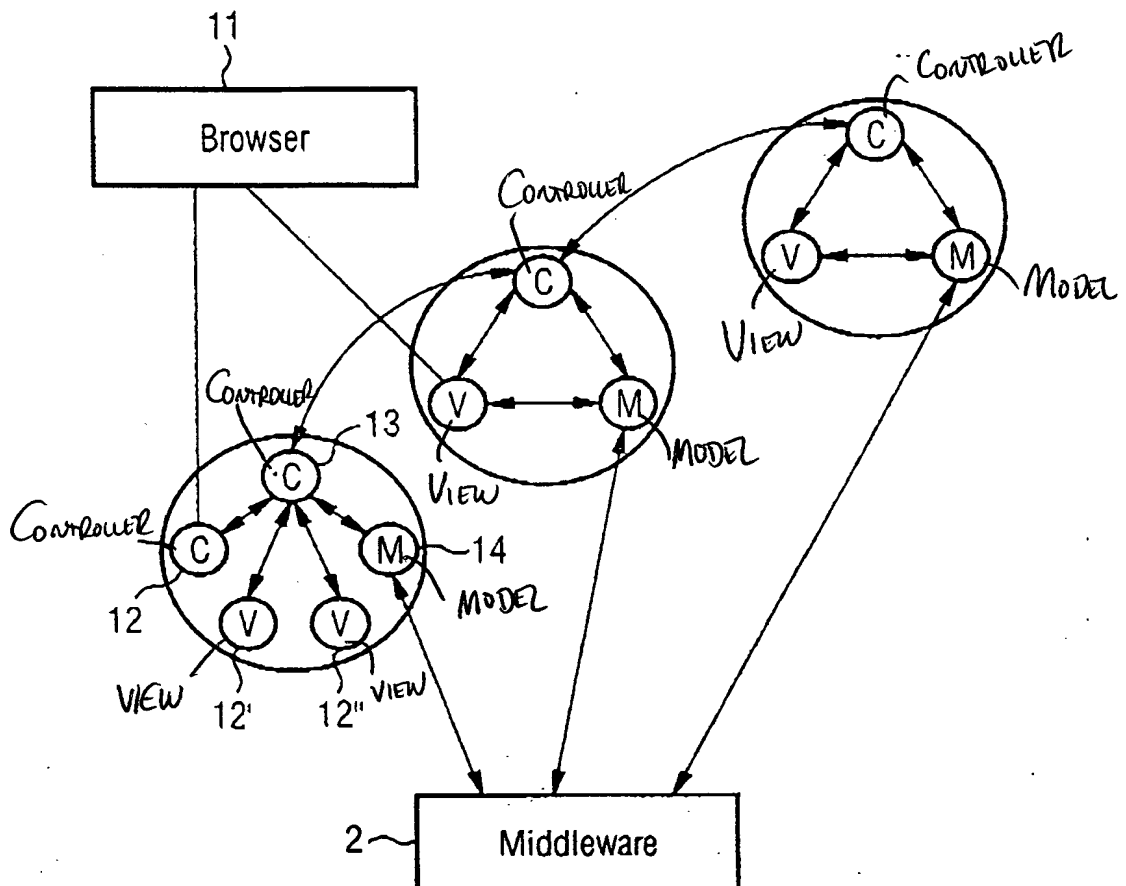 11
Browser
CONTROLLER
C
V
M
VIEW
MODEL
CONTROLLER
C
V
M
VIEW
MODEL
CONTROLLER
13
C
CONTROLLER
C
M
14
12
MODEL
V
V
VIEW
12'
12"
VIEW
2
Middleware